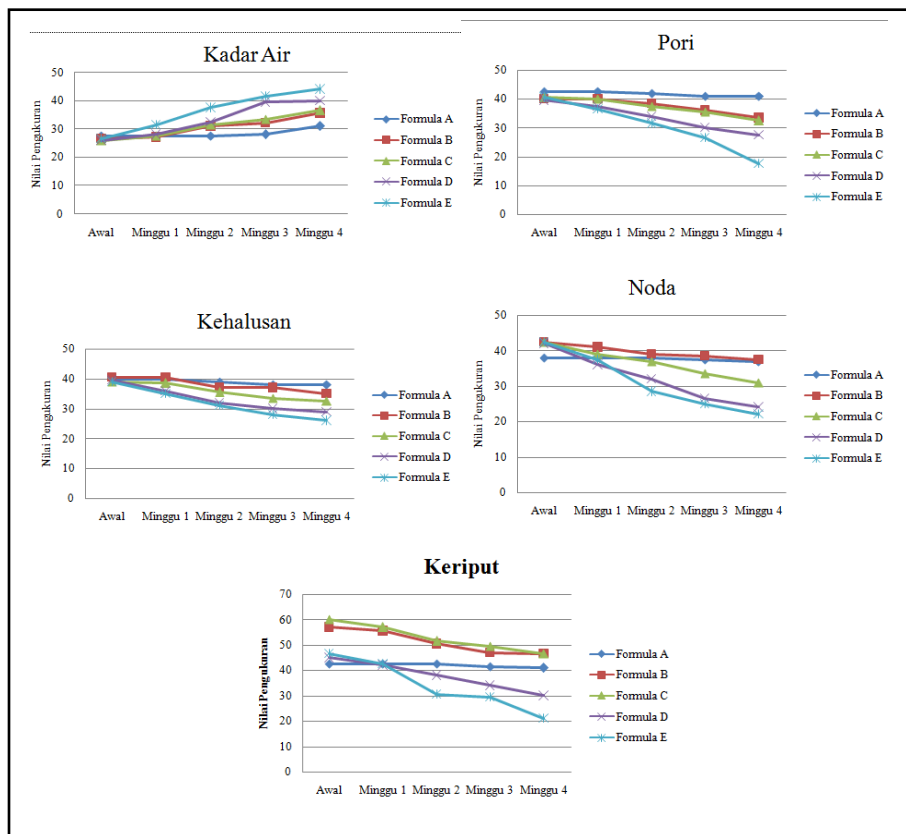 Kadar Air
Nilai Pengukuran
50
40
30
20
10
0
Awal Minggu 1 Minggu 2 Minggu 3 Minggu 4
Formula A
Formula B
Formula C
Formula D
Formula E
Pori
Nilai Pengukuran
50
40
30
20
10
0
Awal Minggu 1 Minggu 2 Minggu 3 Minggu 4
Formula A
Formula B
Formula C
Formula D
Formula E
Kehalusan
Nilai Pengukuran
50
40
30
20
10
0
Awal Minggu 1 Minggu 2 Minggu 3 Minggu 4
Formula A
Formula B
Formula C
Formula D
Formula E
Noda
Nilai Pengukuran
50
40
30
20
10
0
Awal Minggu 1 Minggu 2 Minggu 3 Minggu 4
Formula A
Formula B
Formula C
Formula D
Formula E
Keriput
Nilai Pengukuran
70
60
50
40
30
20
10
0
Awal Minggu 1 Minggu 2 Minggu 3 Minggu 4
Formula A
Formula B
Formula C
Formula D
Formula E